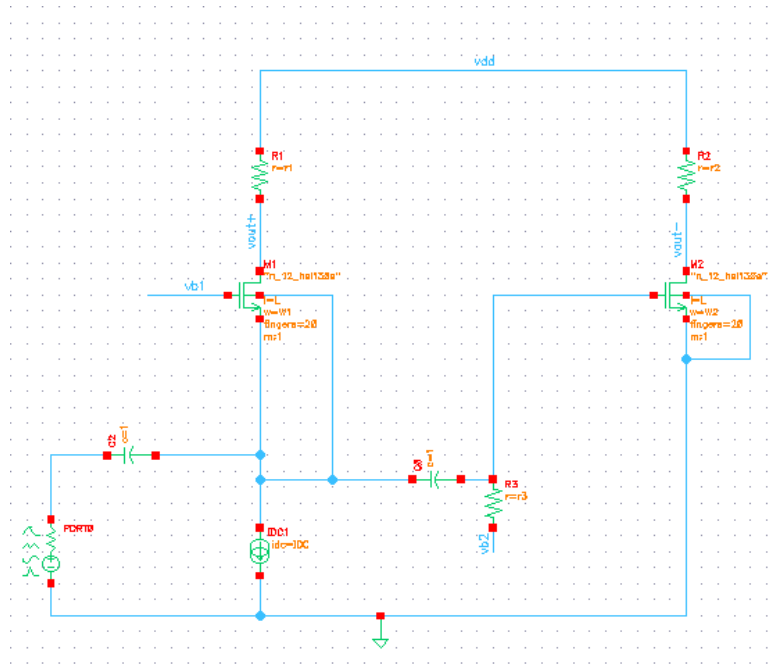 vdd
R1
r=r1
R2
r=r2
vout+
vout-
M1
"n_12_hsl130e"
vb1
l=L
w=W1
fingers=20
m:1
M2
"n_12_hsl130e"
l=L
w=W2
fingers=20
m:1
C2
c=1
C0
c=1
R3
r=r3
vb2
PORT0
IDC1
idc=IDC